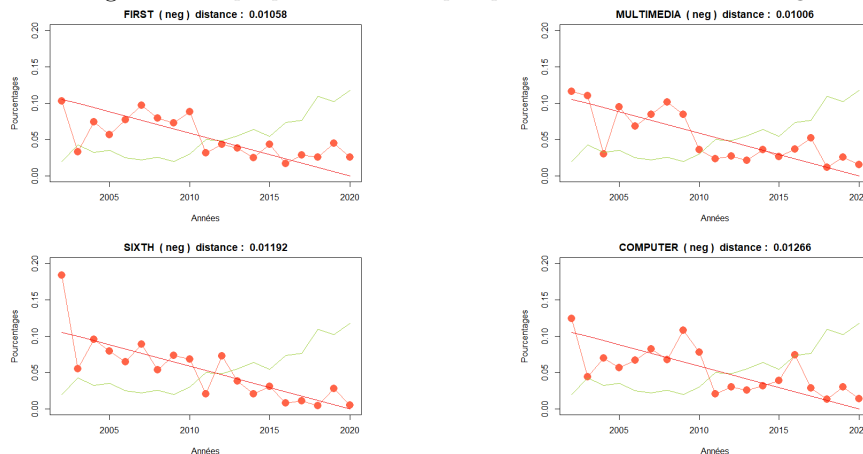 FIRST ( neg ) distance : 0.01058
Pourcentages
0.00 0.05 0.10 0.15 0.20
2005 2010 2015 2020
Années
MULTIMEDIA ( neg ) distance : 0.01006
Pourcentages
0.00 0.05 0.10 0.15 0.20
2005 2010 2015
Années
SIXTH ( neg ) distance : 0.01192
Pourcentages
0.00 0.05 0.10 0.15 0.20
2005 2010 2015 2020
Années
COMPUTER ( neg ) distance : 0.01266
Pourcentages
0.00 0.05 0.10 0.15 0.20
2005 2010 2015
Années